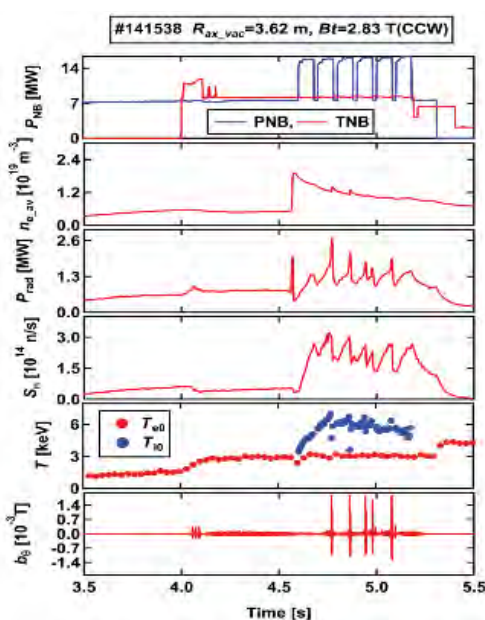 #141538 R_ax_vac=3.62 m, Bt=2.83 T(CCW)
14
7
0
P_NB [MW]
PNB, TNB
2.4
1.2
0.0
n_e_av [10^19 m^-3]
2.6
1.3
0.0
P_rad [MW]
3.0
1.5
0.0
S_n [10^14 n/s]
6
3
0
T [keV]
T_e0
T_i0
1.4
0.7
0.0
-0.7
-1.4
b_θ [10^-3 T]
3.5 4.0 4.5 5.0 5.5
Time [s]